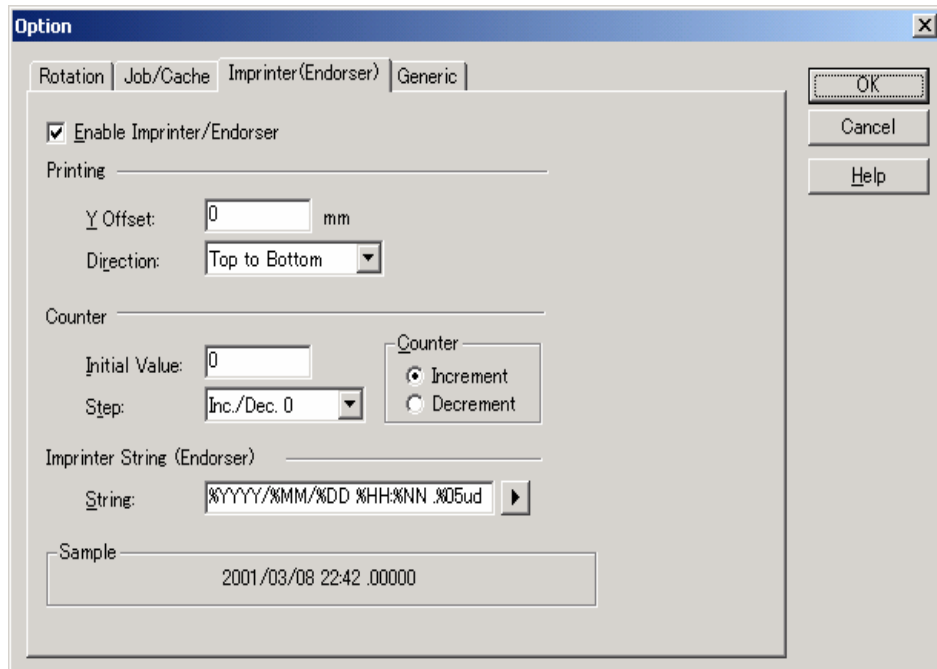 Option
Rotation Job/Cache Imprinter(Endorser) Generic
OK
Cancel
Help
Enable Imprinter/Endorser
Printing
Y Offset: 0 mm
Direction: Top to Bottom
Counter
Initial Value: 0
Step: Inc./Dec. 0
Counter
Increment
Decrement
Imprinter String (Endorser)
String: %YYYY/%MM/%DD %HH:%NN .%05ud
Sample
2001/03/08 22:42 .00000